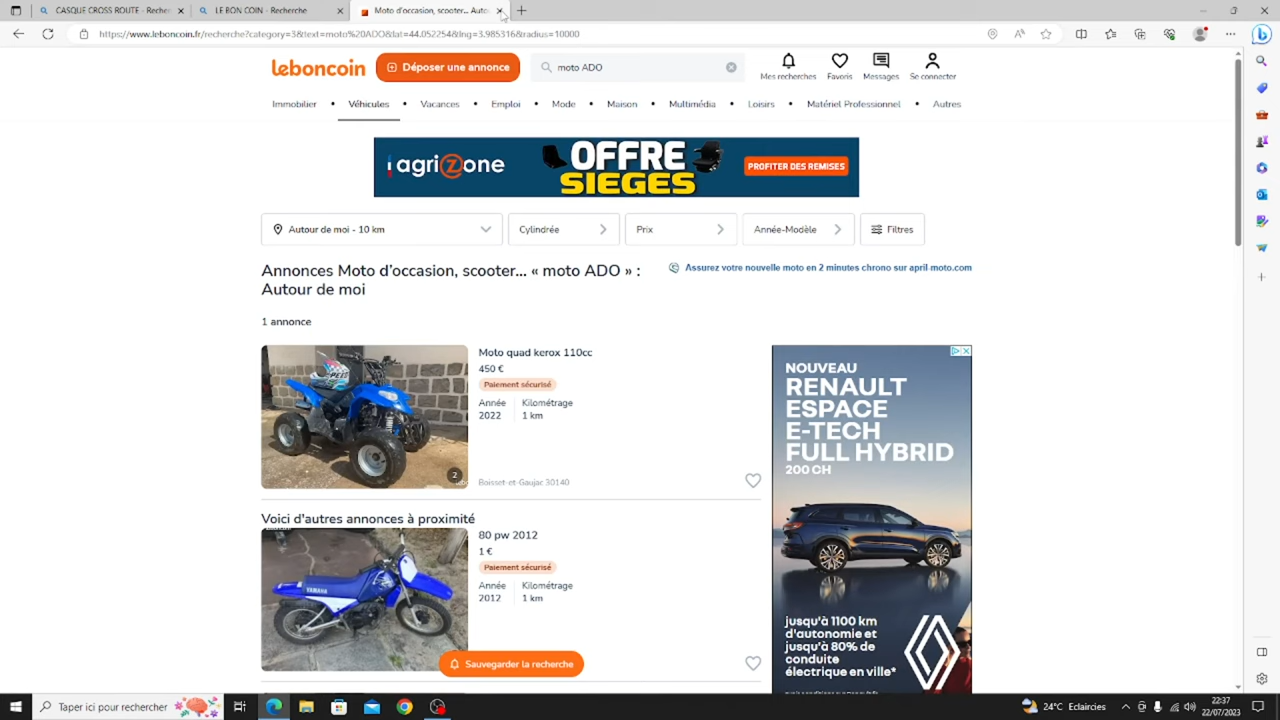 CASQUE CROSS ROUTE - Recher
LE BON COIN - Recherche
Moto d'occasion, scooter... Auto
https://www.leboncoin.fr/recherche?category=3&text=moto%20ADO&lat=44.052254&lng=3.985316&radius=10000
leboncoin
Déposer une annonce
moto ADO
Mes recherches
Favoris
Messages
Se connecter
Immobilier • Véhicules • Vacances • Emploi • Mode • Maison • Multimédia • Loisirs • Matériel Professionnel • Autres
agrizone
OFFRE
SIEGES
PROFITER DES REMISES
Autour de moi - 10 km
Cylindrée
Prix
Année-Modèle
Filtres
Annonces Moto d'occasion, scooter... « moto ADO » :
Autour de moi
Assurez votre nouvelle moto en 2 minutes chrono sur april-moto.com
1 annonce
Moto quad kerox 110cc
450 €
Paiement sécurisé
Année Kilométrage
2022 1 km
2
Boisset-et-Gaujac 30140
Voici d'autres annonces à proximité
80 pw 2012
1 €
Paiement sécurisé
Année Kilométrage
2012 1 km
YAMAHA
Sauvegarder la recherche
NOUVEAU
RENAULT
ESPACE
E-TECH
FULL HYBRID
200 CH
jusqu'à 1100 km
d'autonomie et
jusqu'à 80% de
conduite
électrique en ville*
Taper ici pour rechercher
24°C Eclaircies
22:37
22/07/2023